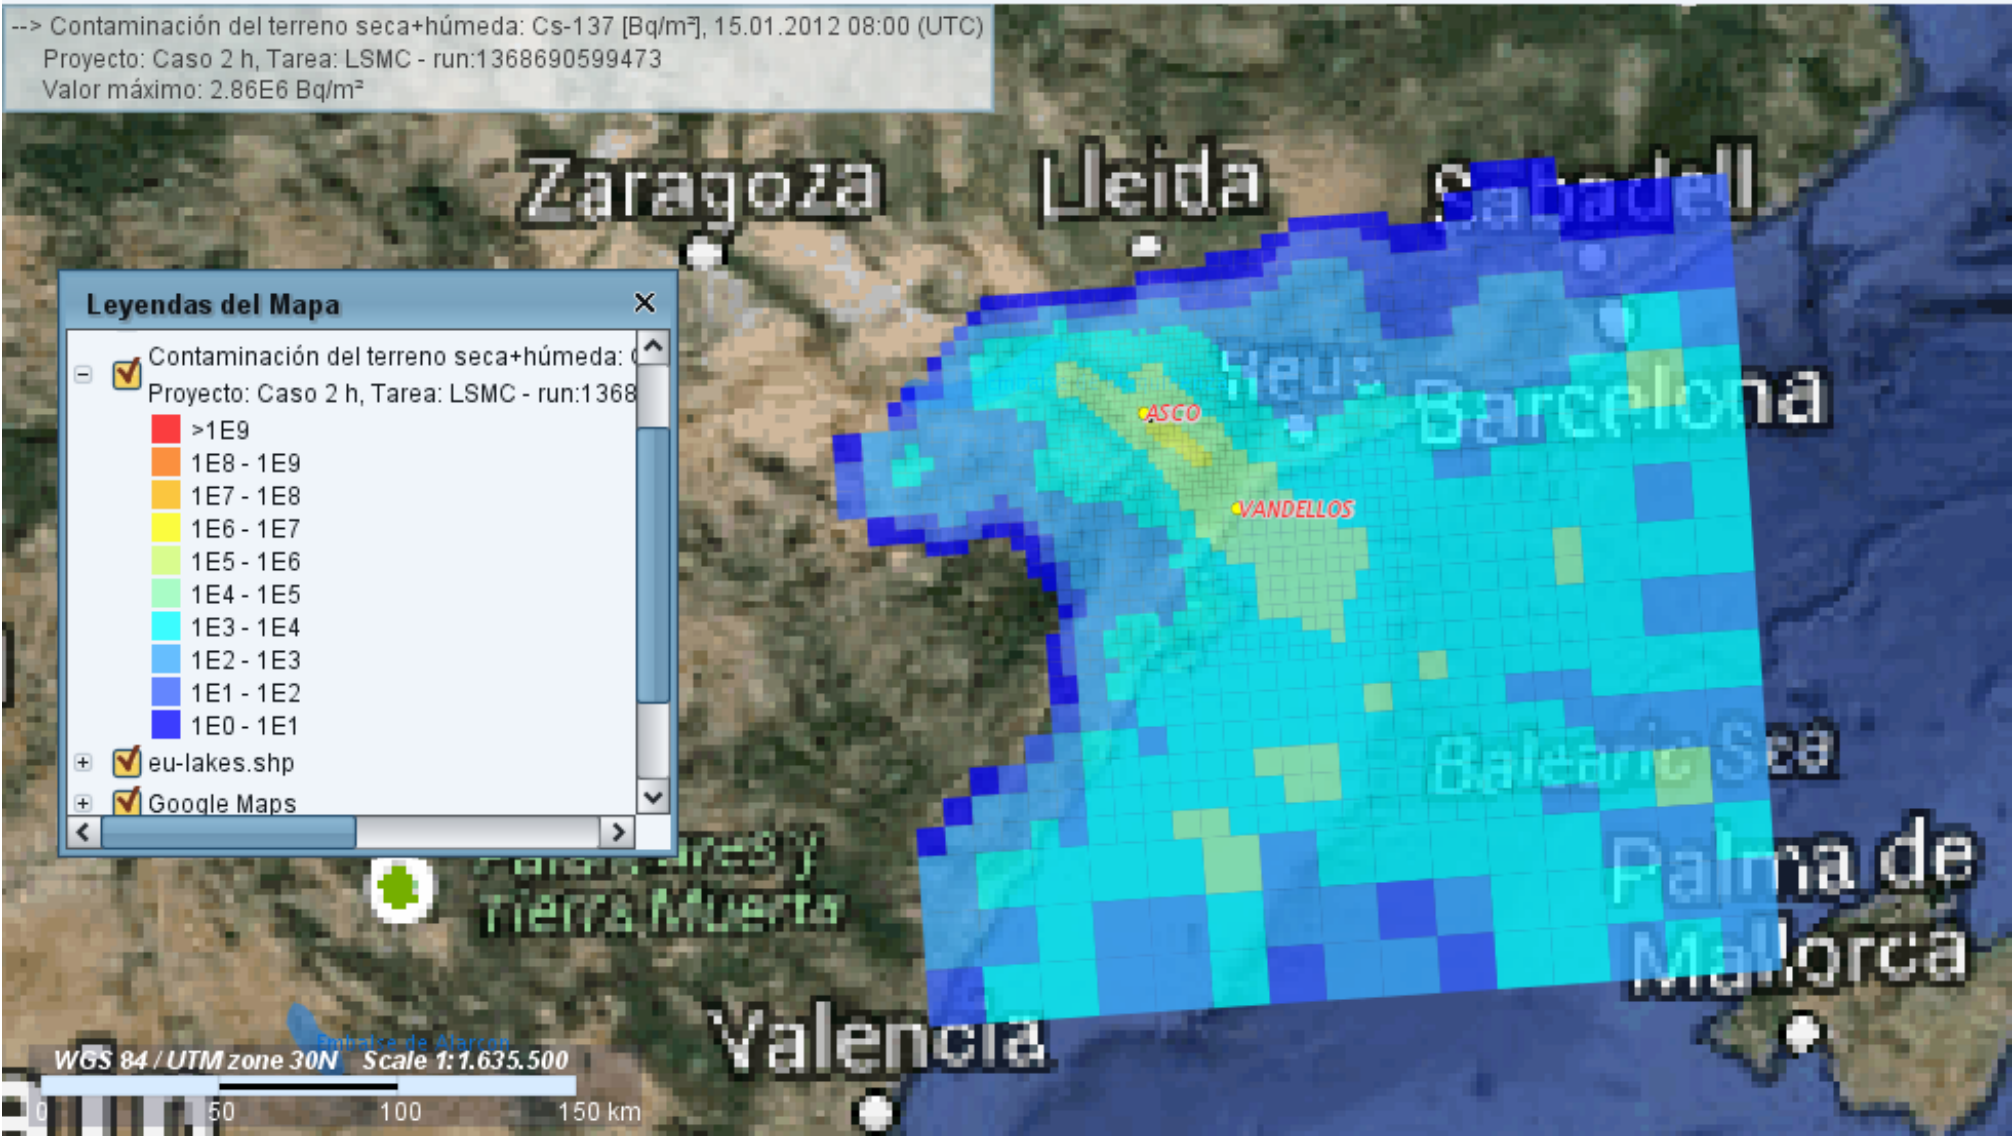 --> Contaminación del terreno seca+húmeda: Cs-137 [Bq/m²], 15.01.2012 08:00 (UTC)
Proyecto: Caso 2 h, Tarea: LSMC - run:1368690599473
Valor máximo: 2.86E6 Bq/m²
Zaragoza
Lleida
Sabadell
Leyendas del Mapa
Contaminación del terreno seca+húmeda:
Proyecto: Caso 2 h, Tarea: LSMC - run:1368
>1E9
1E8 - 1E9
1E7 - 1E8
1E6 - 1E7
1E5 - 1E6
1E4 - 1E5
1E3 - 1E4
1E2 - 1E3
1E1 - 1E2
1E0 - 1E1
eu-lakes.shp
Google Maps
Reus
Barcelona
ASCO
VANDELLOS
Balearic Sea
Palma de
Mallorca
y
Tierra Muerta
Valencia
Embalse de Alarcón
WGS 84 / UTM zone 30N Scale 1:1.635.500
0 50 100 150 km